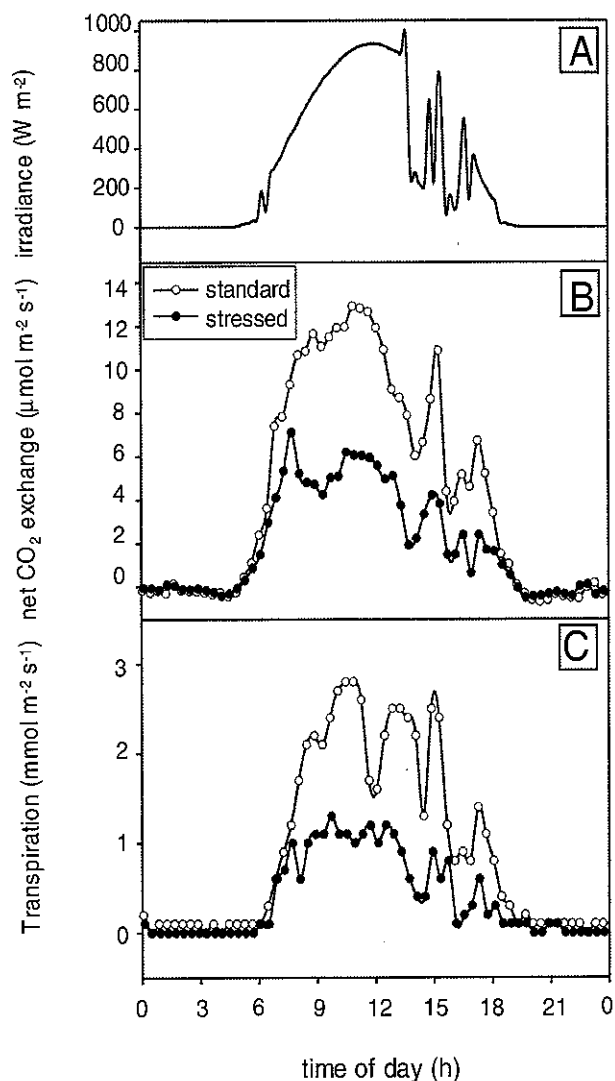 A
irradiance (W m-2)
1000
800
600
400
200
0
B
standard
stressed
net CO2 exchange (μmol m-2 s-1)
14
12
10
8
6
4
2
0
C
Transpiration (mmol m-2 s-1)
3
2
1
0
0 3 6 9 12 15 18 21 0
time of day (h)